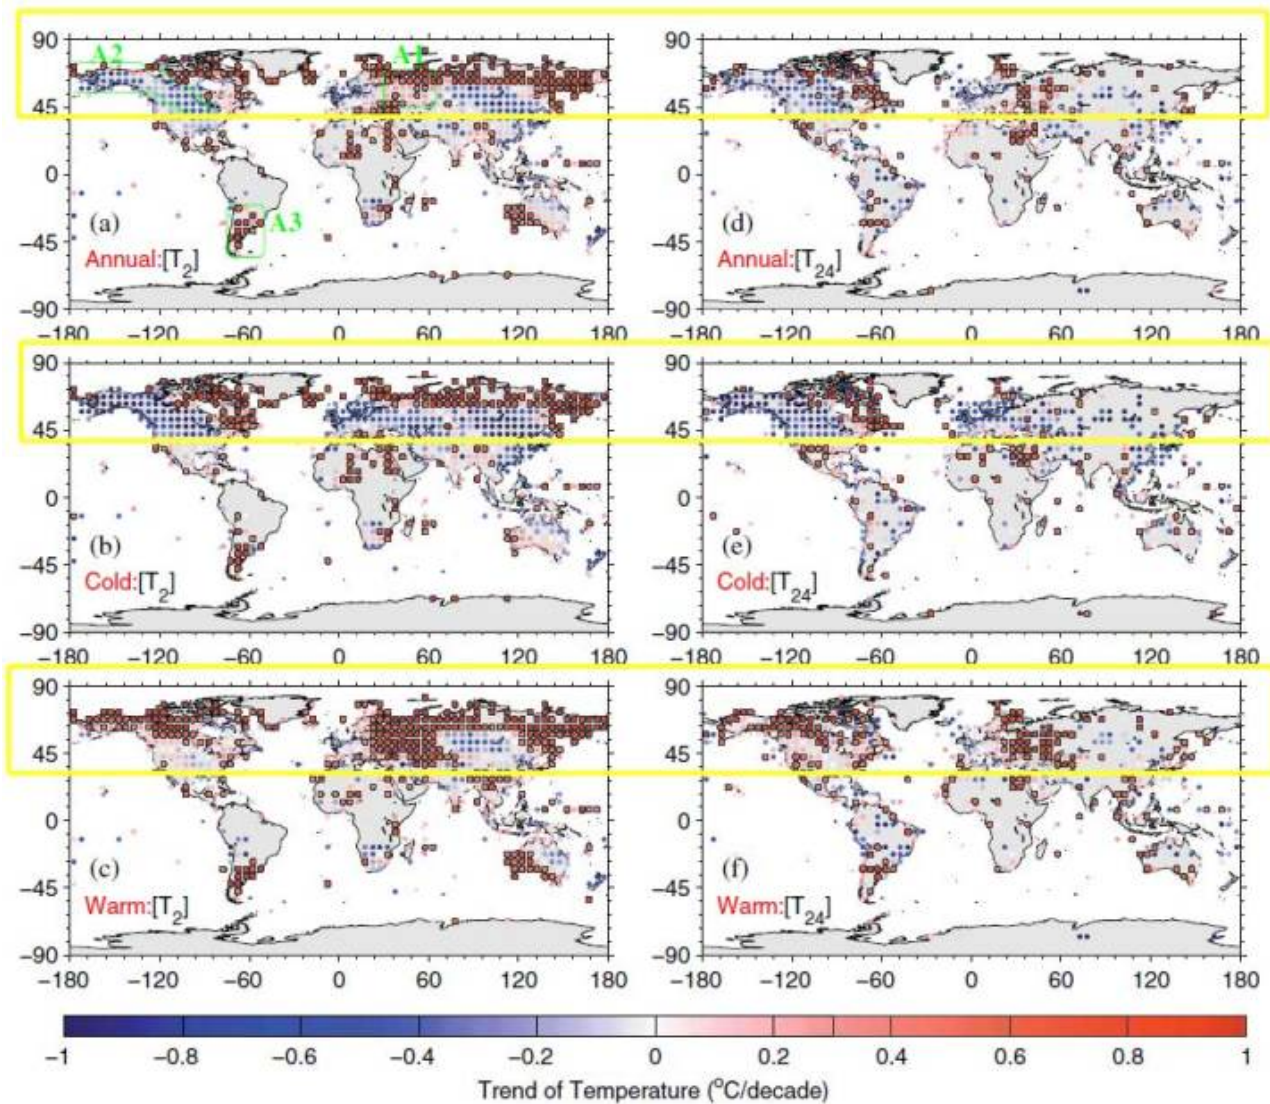 90 A2 A1 90
45 45
0 0
(a) A3 (d)
−45 −45
Annual:[T2] Annual:[T24]
−90 −90
−180 −120 −60 0 60 120 180 −180 −120 −60 0 60 120 180
90 90
45 45
0 0
(b) (e)
−45 −45
Cold:[T2] Cold:[T24]
−90 −90
−180 −120 −60 0 60 120 180 −180 −120 −60 0 60 120 180
90 90
45 45
0 0
(c) (f)
−45 −45
Warm:[T2] Warm:[T24]
−90 −90
−180 −120 −60 0 60 120 180 −180 −120 −60 0 60 120 180
−1 −0.8 −0.6 −0.4 −0.2 0 0.2 0.4 0.6 0.8 1
Trend of Temperature (°C/decade)